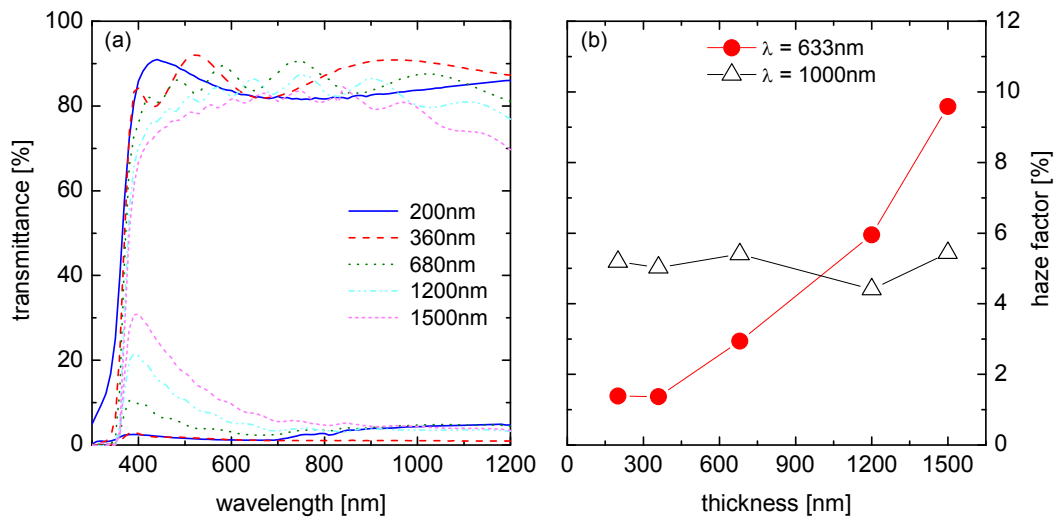 (a)
100
80
60
40
20
0
transmittance [%]
200nm
360nm
680nm
1200nm
1500nm
400 600 800 1000 1200
wavelength [nm]
(b)
λ = 633nm
λ = 1000nm
12
10
8
6
4
2
0
haze factor [%]
0 300 600 900 1200 1500
thickness [nm]